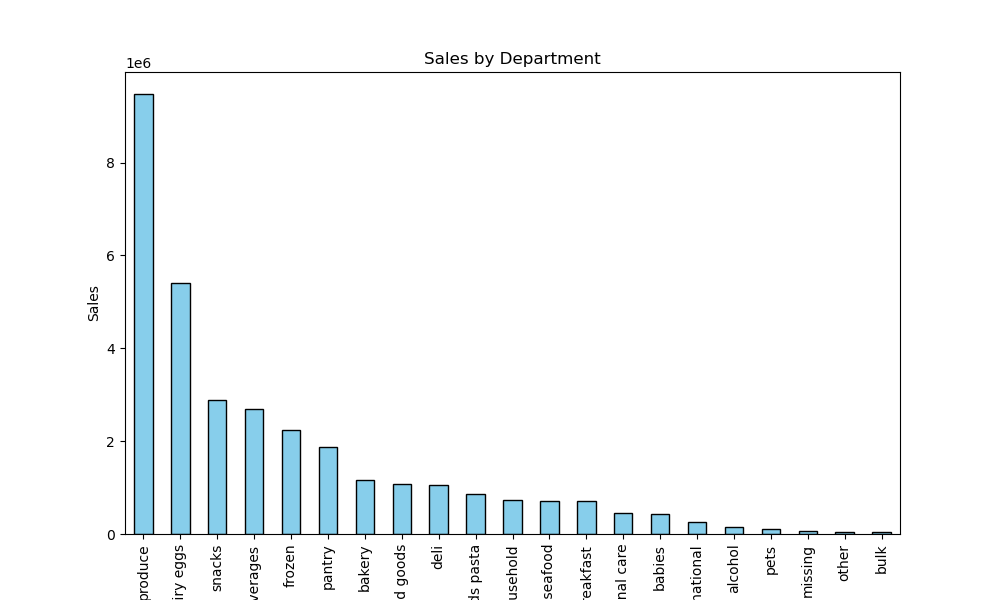 Sales by Department
1e6
Sales
8
6
4
2
0
produce
iry eggs
snacks
verages
frozen
pantry
bakery
d goods
deli
ds pasta
usehold
seafood
reakfast
nal care
babies
national
alcohol
pets
missing
other
bulk